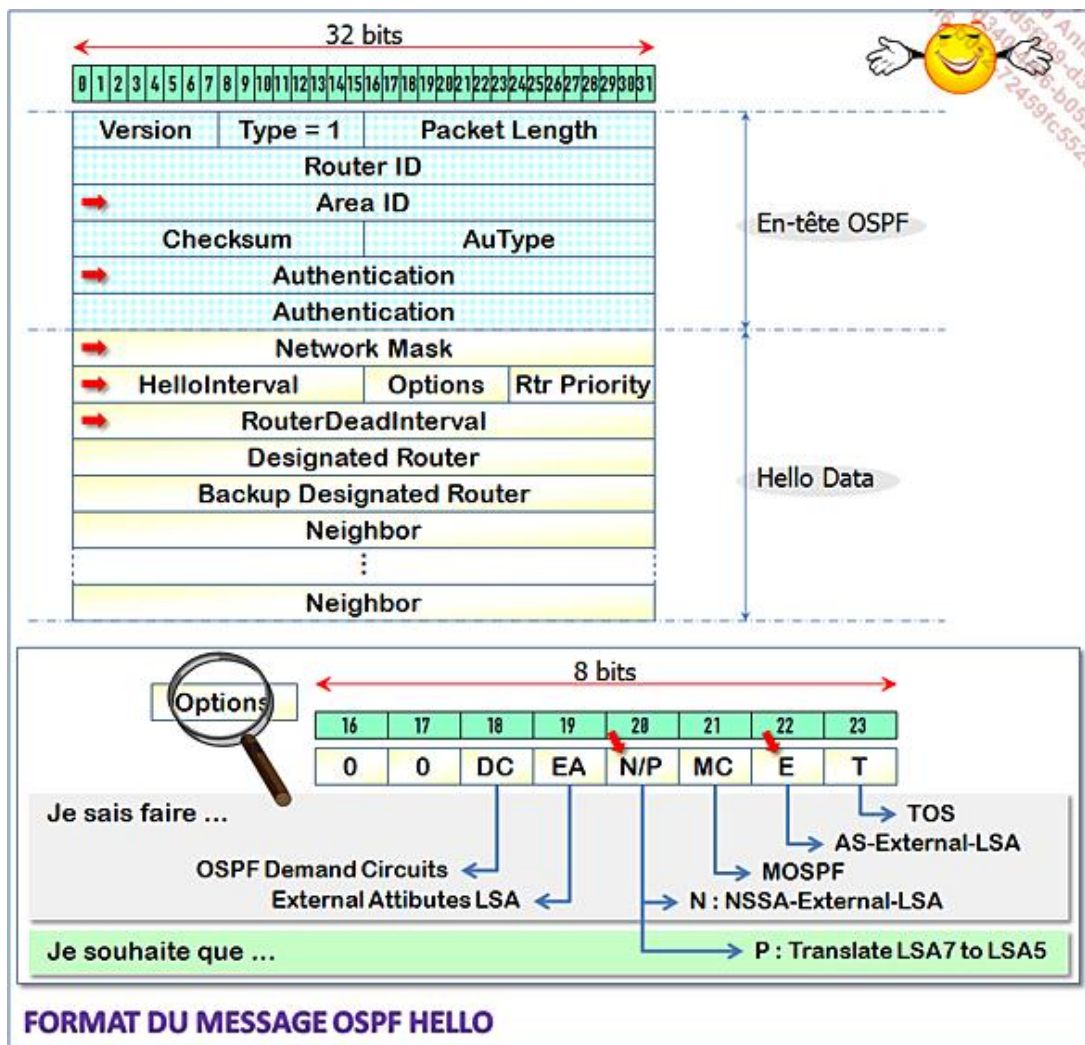 32 bits
0 1 2 3 4 5 6 7 8 9 10 11 12 13 14 15 16 17 18 19 20 21 22 23 24 25 26 27 28 29 30 31
Version Type = 1 Packet Length
Router ID
Area ID
Checksum AuType
Authentication
Authentication
En-tête OSPF
Network Mask
HelloInterval Options Rtr Priority
RouterDeadInterval
Designated Router
Backup Designated Router
Neighbor
⋮
Neighbor
Hello Data
Options
8 bits
16 17 18 19 20 21 22 23
0 0 DC EA N/P MC E T
Je sais faire ...
TOS
AS-External-LSA
OSPF Demand Circuits MOSPF
External Attibutes LSA N : NSSA-External-LSA
Je souhaite que ... P : Translate LSA7 to LSA5
FORMAT DU MESSAGE OSPF HELLO